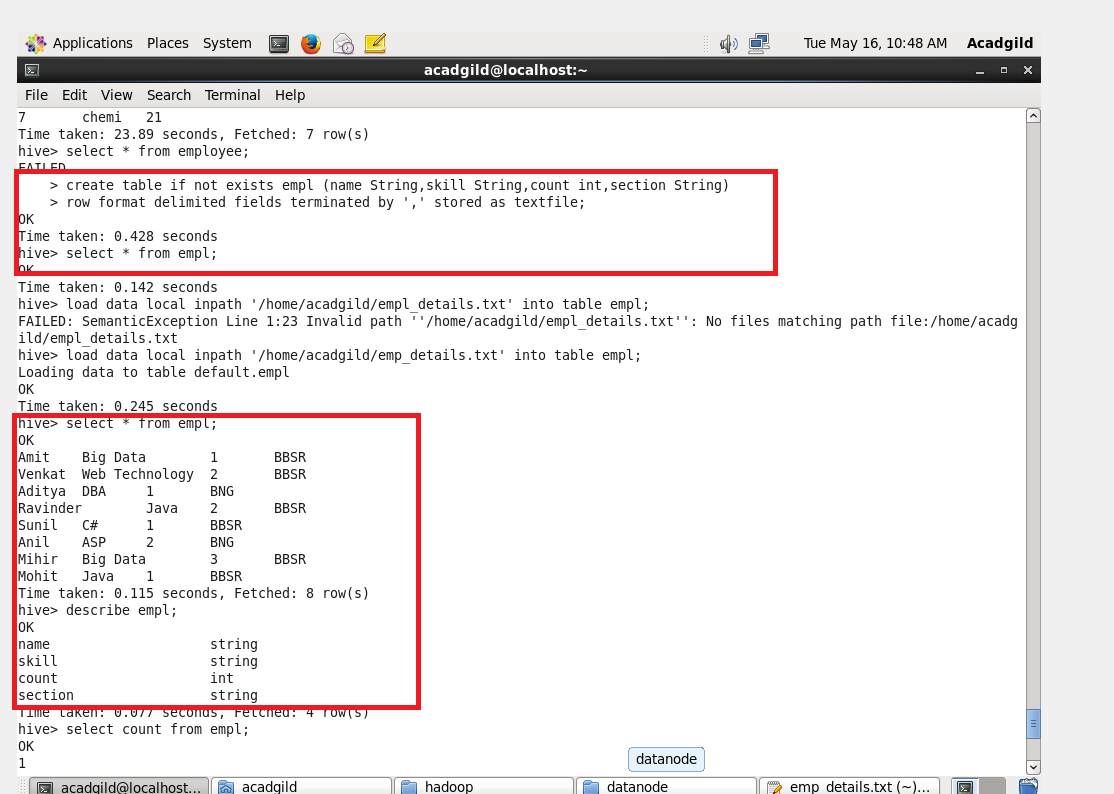 Applications Places System Tue May 16, 10:48 AM Acadgild
acadgild@localhost:~
File Edit View Search Terminal Help
7 chemi 21
Time taken: 23.89 seconds, Fetched: 7 row(s)
hive> select * from employee;
FAILED
> create table if not exists empl (name String,skill String,count int,section String)
> row format delimited fields terminated by ',' stored as textfile;
OK
Time taken: 0.428 seconds
hive> select * from empl;
OK
Time taken: 0.142 seconds
hive> load data local inpath '/home/acadgild/empl_details.txt' into table empl;
FAILED: SemanticException Line 1:23 Invalid path ''/home/acadgild/empl_details.txt'': No files matching path file:/home/acadg
ild/empl_details.txt
hive> load data local inpath '/home/acadgild/emp_details.txt' into table empl;
Loading data to table default.empl
OK
Time taken: 0.245 seconds
hive> select * from empl;
OK
Amit Big Data 1 BBSR
Venkat Web Technology 2 BBSR
Aditya DBA 1 BNG
Ravinder Java 2 BBSR
Sunil C# 1 BBSR
Anil ASP 2 BNG
Mihir Big Data 3 BBSR
Mohit Java 1 BBSR
Time taken: 0.115 seconds, Fetched: 8 row(s)
hive> describe empl;
OK
name string
skill string
count int
section string
Time taken: 0.077 seconds, Fetched: 4 row(s)
hive> select count from empl;
OK
1
datanode
acadgild@localhost... acadgild hadoop datanode emp_details.txt (~)...